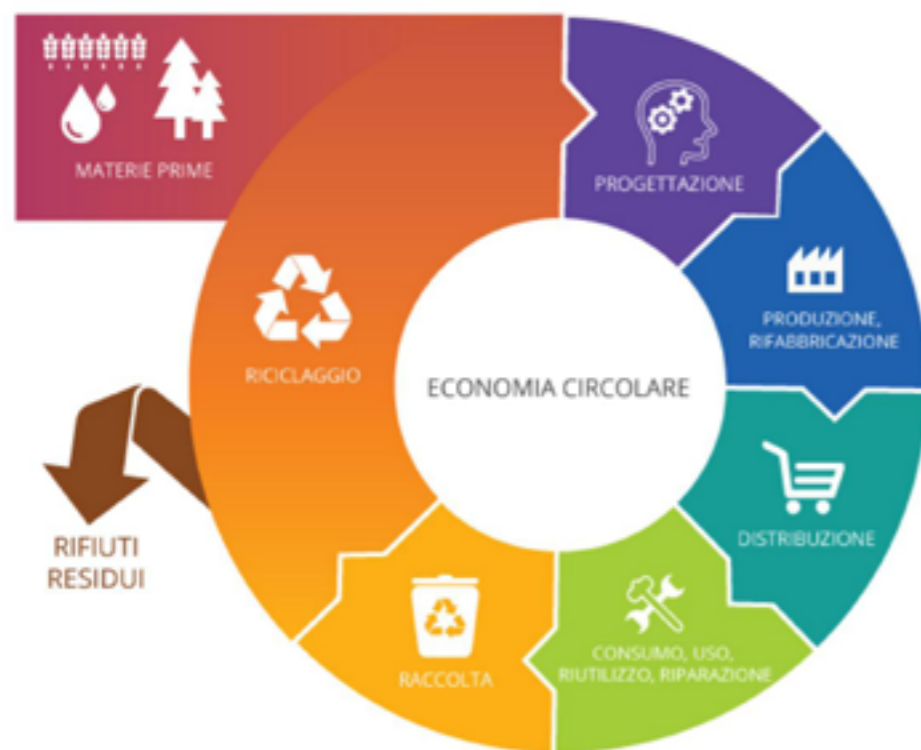 MATERIE PRIME
PROGETTAZIONE
PRODUZIONE,
RIFABBRICAZIONE
RICICLAGGIO
ECONOMIA CIRCOLARE
DISTRIBUZIONE
RIFIUTI
RESIDUI
CONSUMO, USO,
RIUTILIZZO, RIPARAZIONE
RACCOLTA